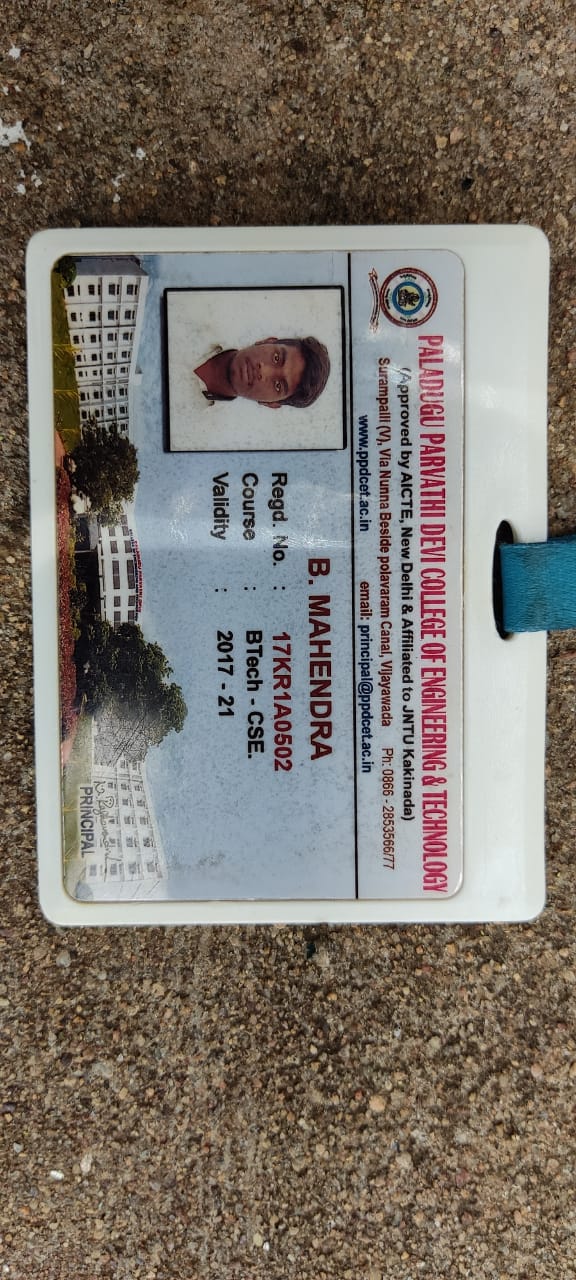 PALADUGU PARVATHI DEVI COLLEGE OF ENGINEERING & TECHNOLOGY
(Approved by AICTE, New Delhi & Affiliated to JNTU Kakinada)
Surampalli (V), Via Nunna Beside polavaram Canal, Vijayawada Ph: 0866 - 2853566/77
www.ppdcet.ac.in email: principal@ppdcet.ac.in
B. MAHENDRA
Regd. No. : 17KR1A0502
Course : BTech - CSE.
Validity : 2017 - 21
PRINCIPAL